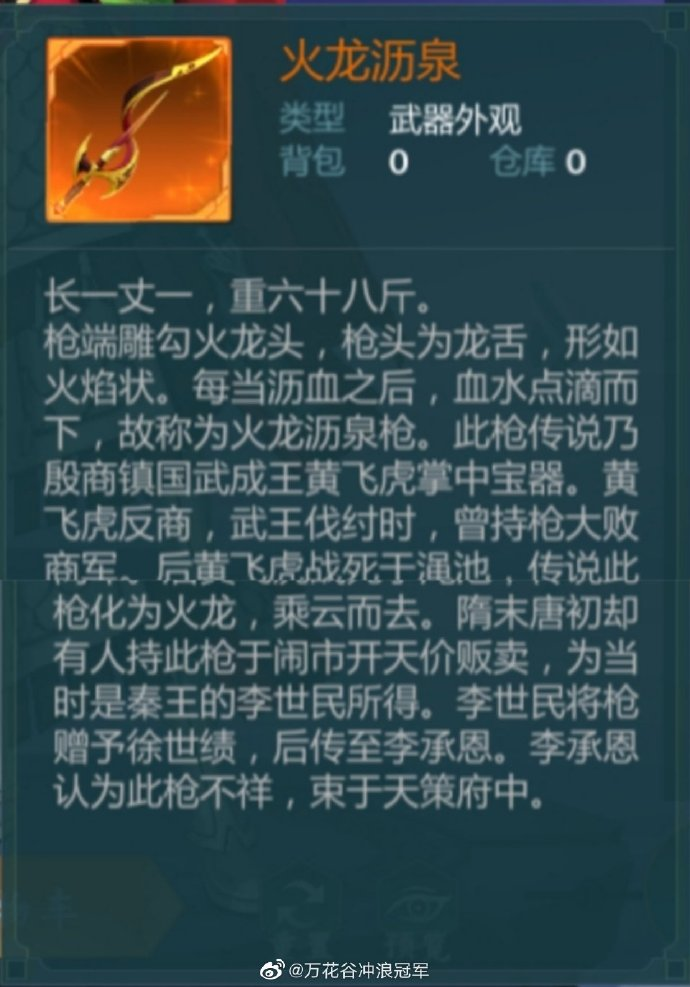 火龙沥泉
类型 武器外观
背包 0 仓库 0
长一丈一，重六十八斤。
枪端雕勾火龙头，枪头为龙舌，形如
火焰状。每当沥血之后，血水点滴而
下，故称为火龙沥泉枪。此枪传说乃
殷商镇国武成王黄飞虎掌中宝器。黄
飞虎反商，武王伐纣时，曾持枪大败
商军。后黄飞虎战死于渑池，传说此
枪化为火龙，乘云而去。隋末唐初却
有人持此枪于闹市开天价贩卖，为当
时是秦王的李世民所得。李世民将枪
赠予徐世绩，后传至李承恩。李承恩
认为此枪不祥，束于天策府中。
@万花谷冲浪冠军